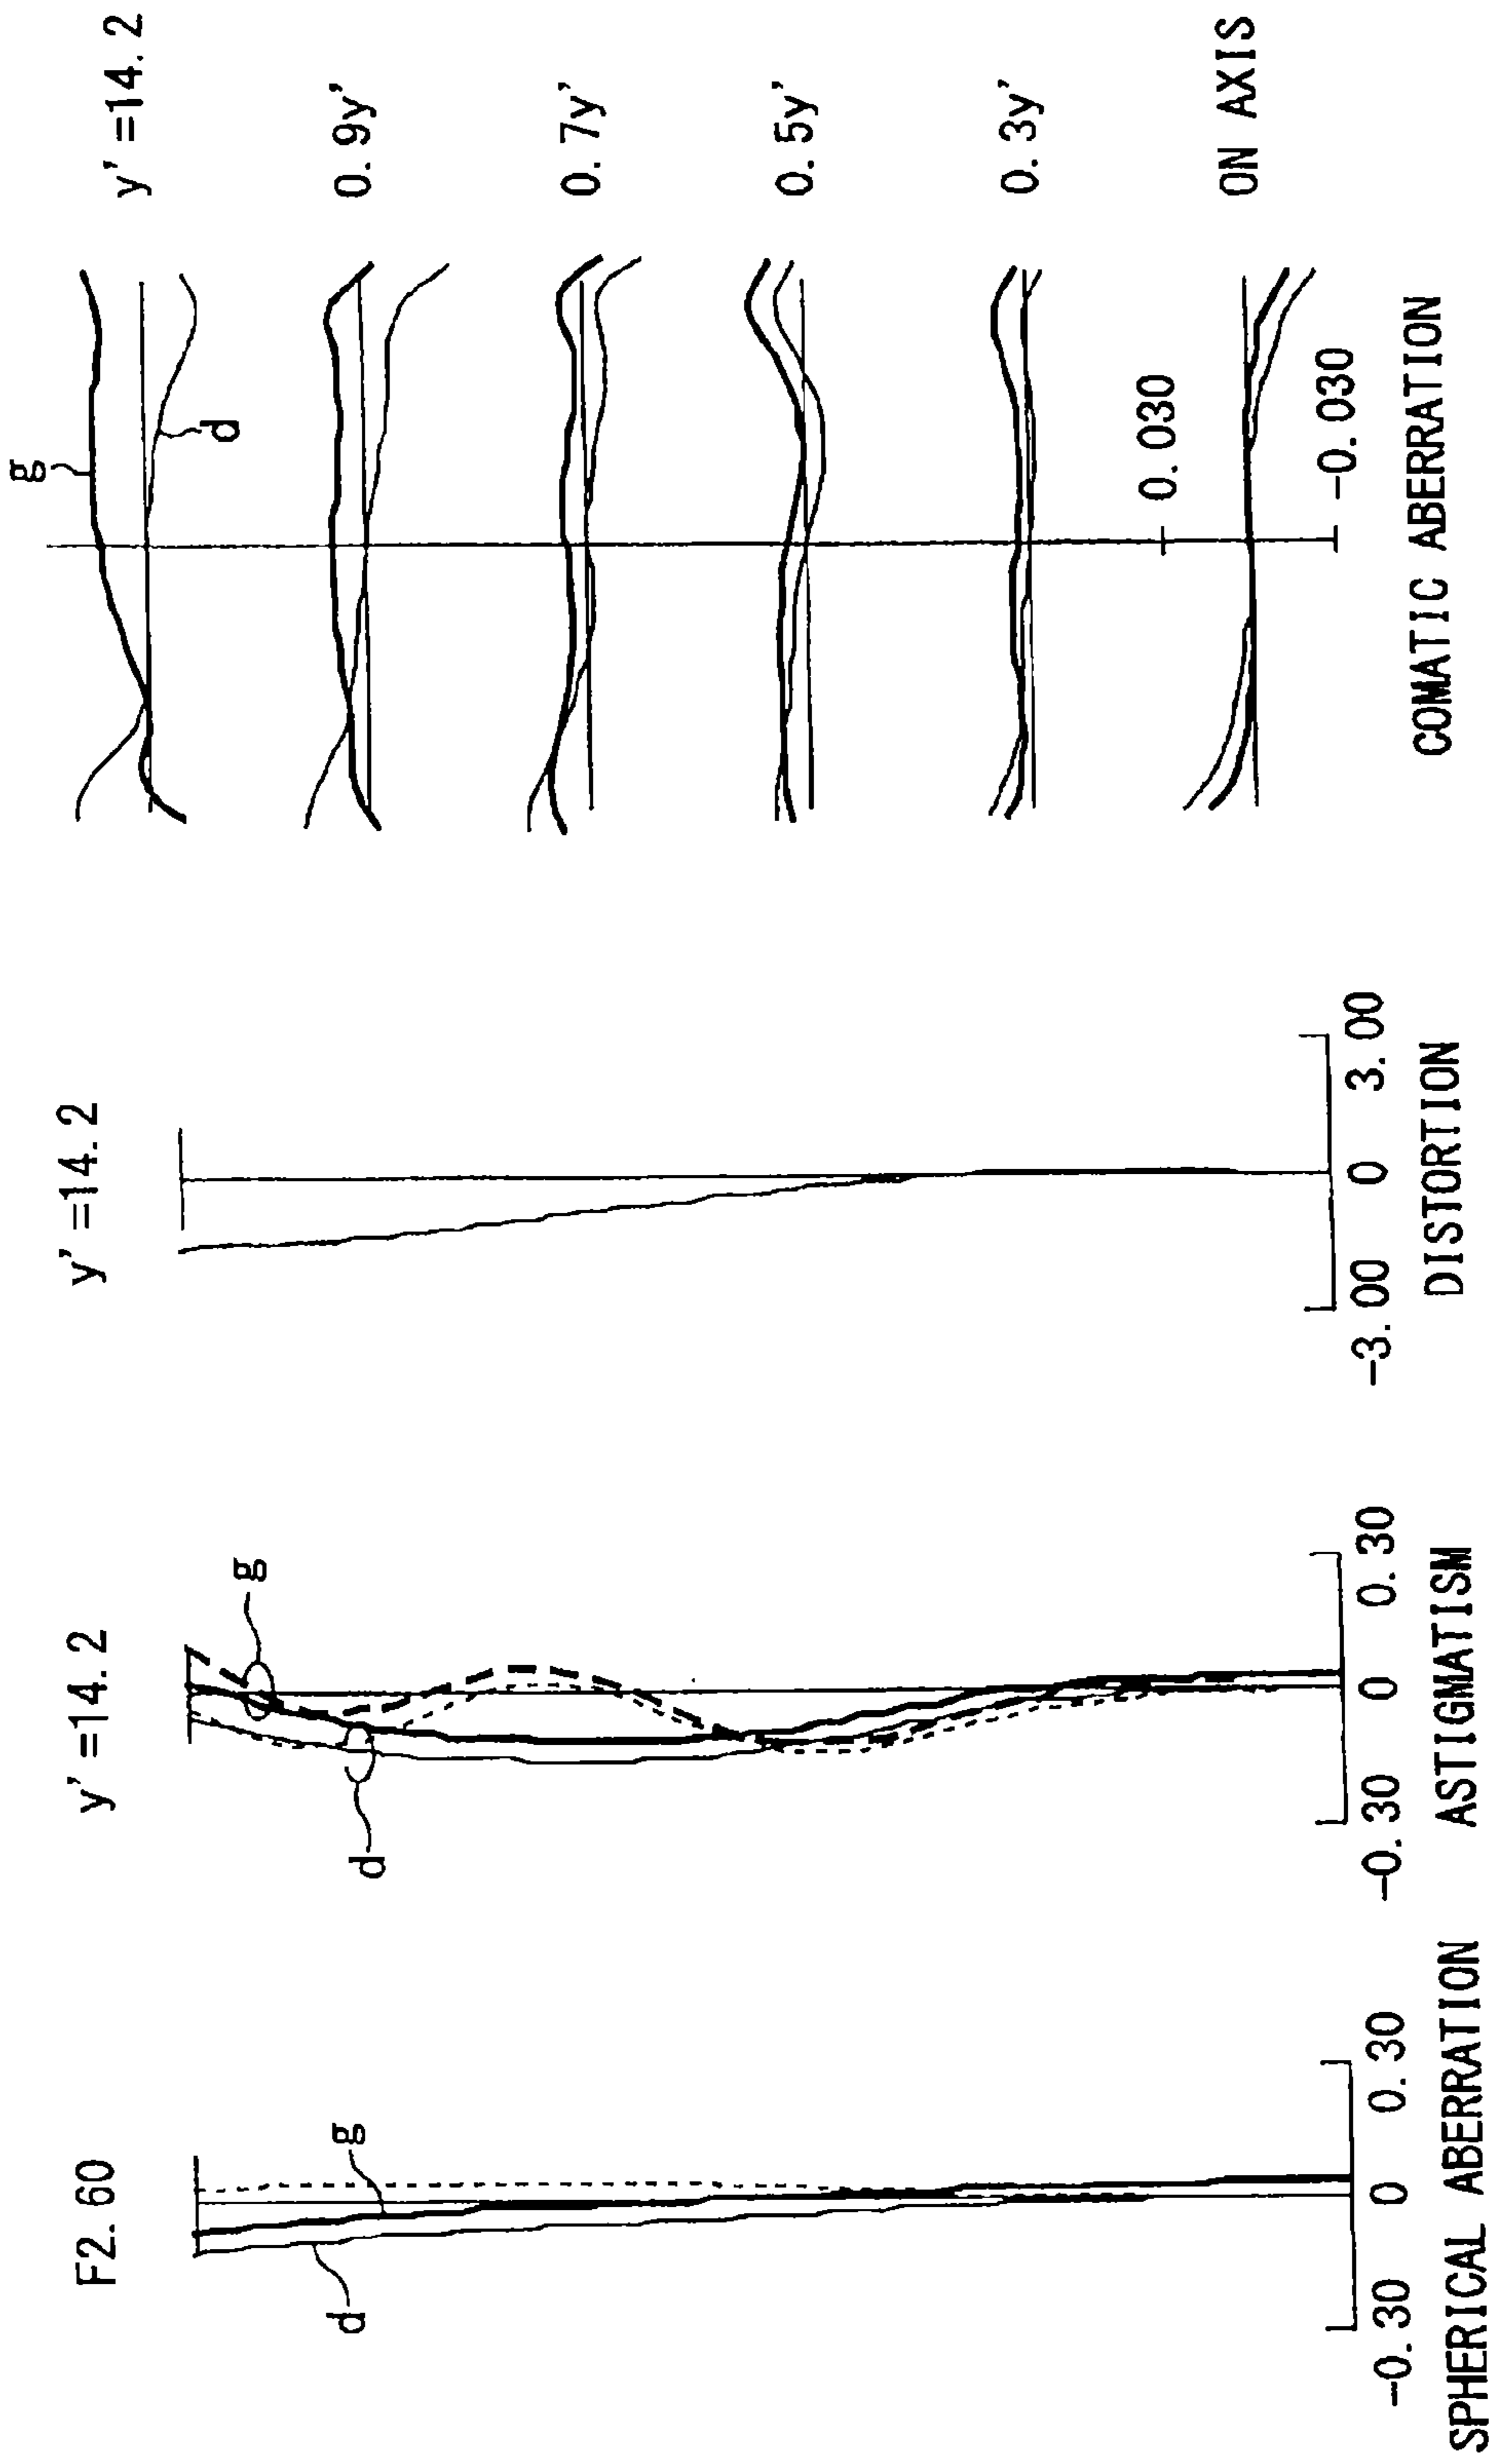 F2. 60
g
d
-0. 30
0
0. 30
SPHERICAL ABERRATION
y' =14. 2
g
d
-0. 30
0
0. 30
ASTIGMATISM
y' =14. 2
-3. 00
0
3. 00
DISTORTION
g
d
y' =14. 2
0. 9y'
0. 7y'
0. 5y'
0. 3y'
0. 030
ON AXIS
-0. 030
COMATIC ABERRATION